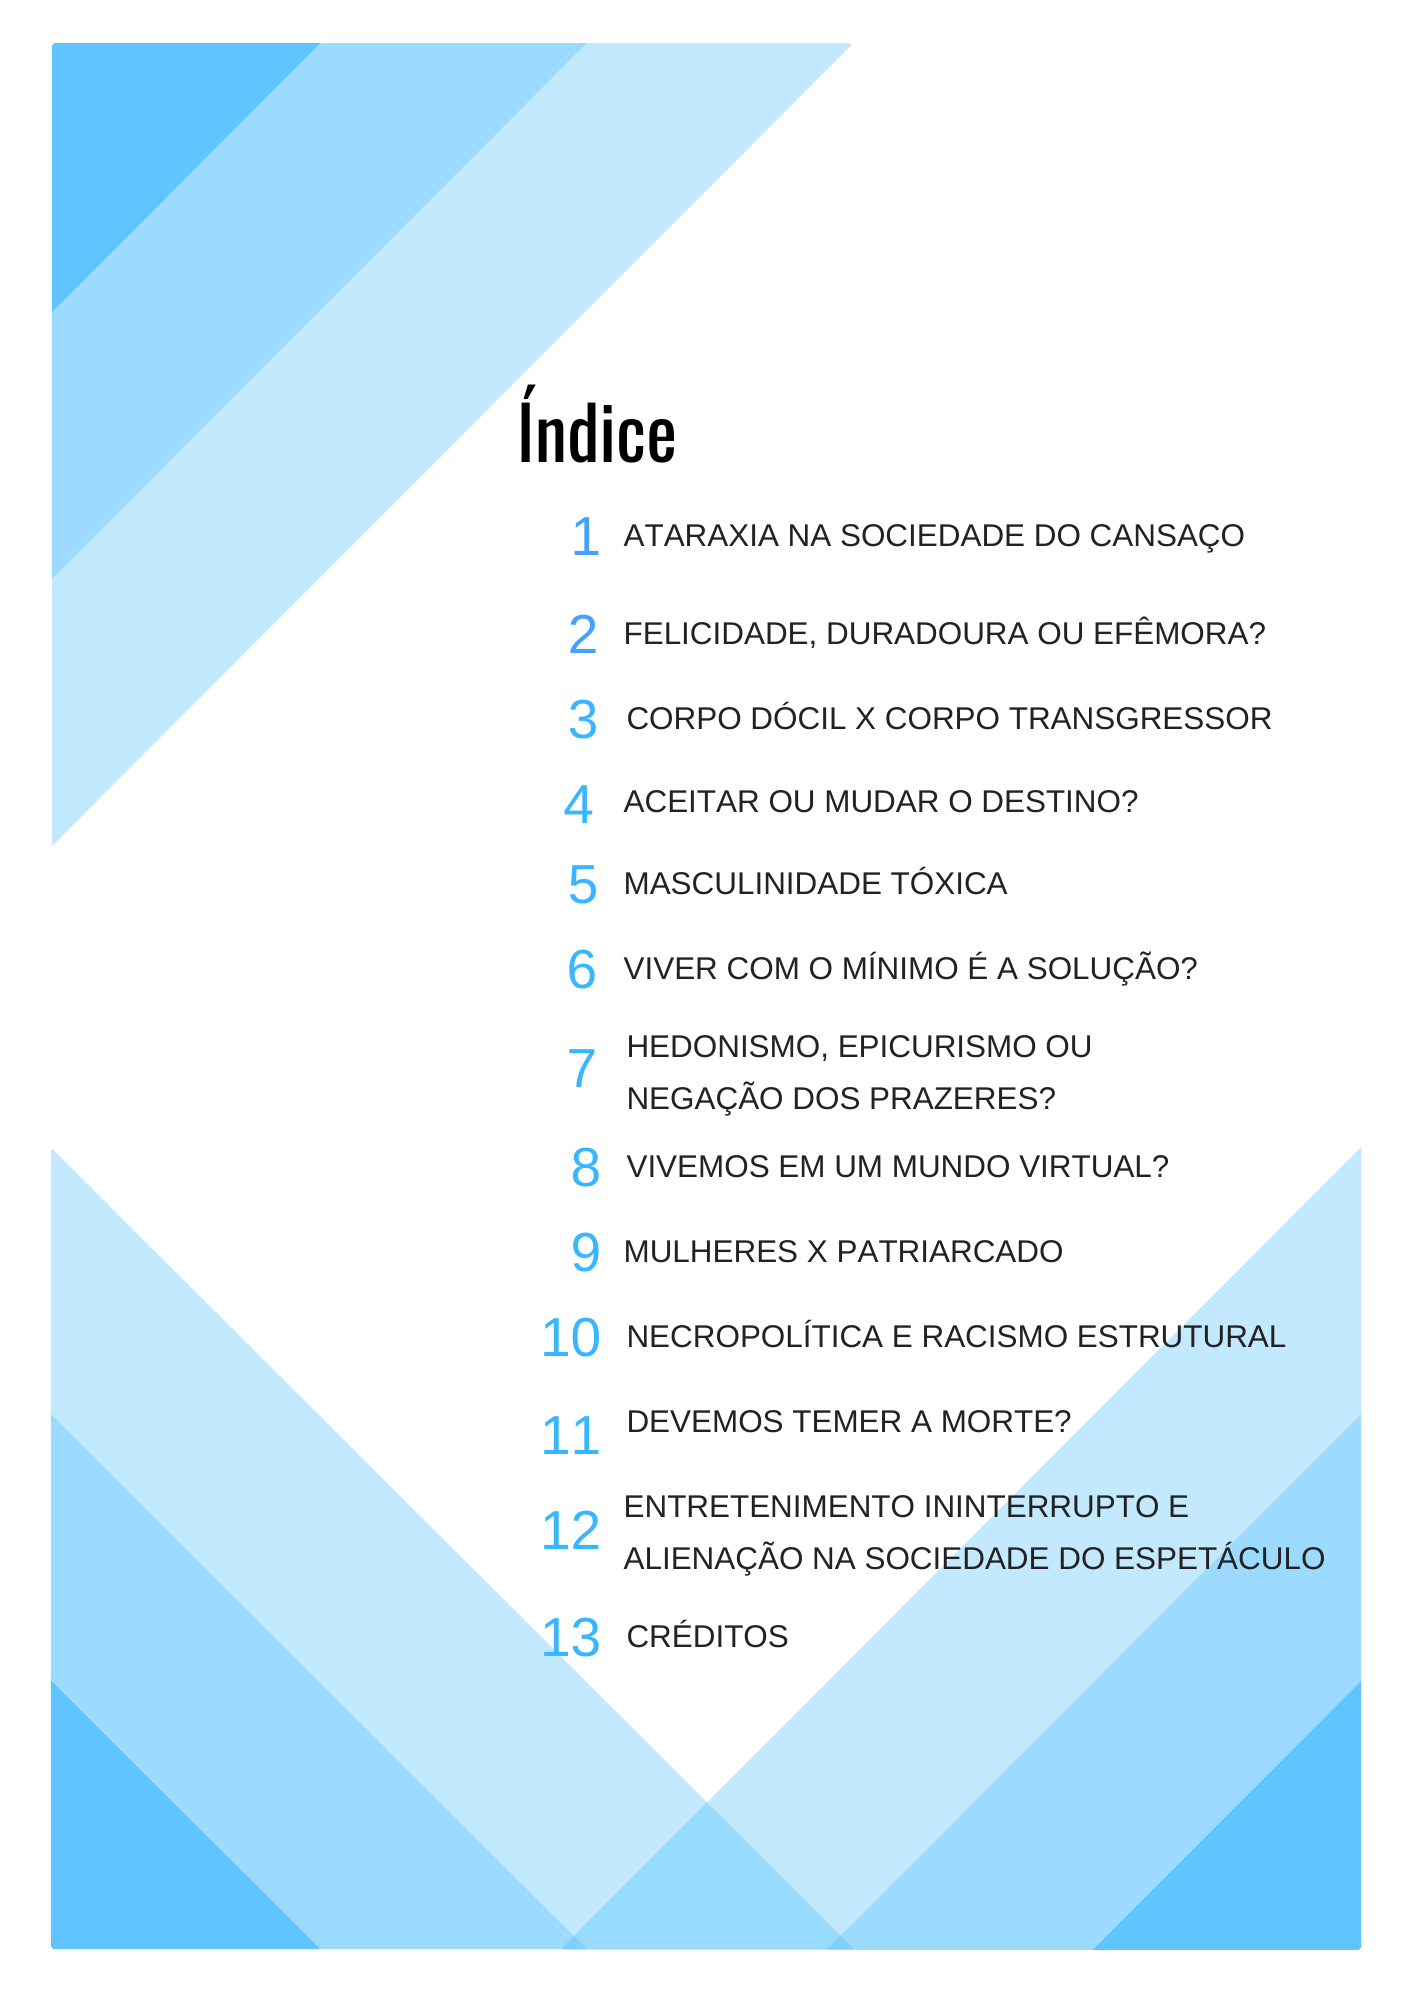 Índice
1 ATARAXIA NA SOCIEDADE DO CANSAÇO
2 FELICIDADE, DURADOURA OU EFÊMORA?
3 CORPO DÓCIL X CORPO TRANSGRESSOR
4 ACEITAR OU MUDAR O DESTINO?
5 MASCULINIDADE TÓXICA
6 VIVER COM O MÍNIMO É A SOLUÇÃO?
7 HEDONISMO, EPICURISMO OU
NEGAÇÃO DOS PRAZERES?
8 VIVEMOS EM UM MUNDO VIRTUAL?
9 MULHERES X PATRIARCADO
10 NECROPOLÍTICA E RACISMO ESTRUTURAL
11 DEVEMOS TEMER A MORTE?
12 ENTRETENIMENTO ININTERRUPTO E
ALIENAÇÃO NA SOCIEDADE DO ESPETÁCULO
13 CRÉDITOS